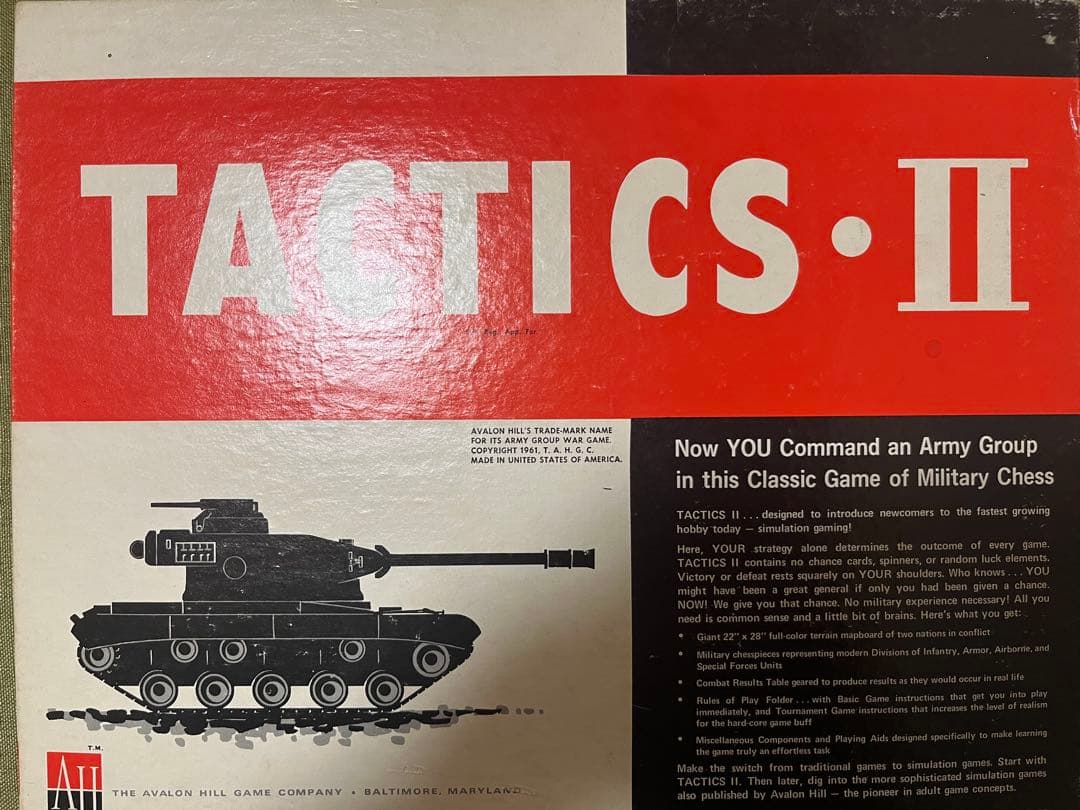 TACTICS • II
AVALON HILL'S TRADE-MARK NAME
FOR ITS ARMY GROUP WAR GAME.
COPYRIGHT 1961, T. A. H. G. C.
MADE IN UNITED STATES OF AMERICA.
Now YOU Command an Army Group
in this Classic Game of Military Chess
TACTICS II . . . designed to introduce newcomers to the fastest growing
hobby today — simulation gaming!
Here, YOUR strategy alone determines the outcome of every game.
TACTICS II contains no chance cards, spinners, or random luck elements.
Victory or defeat rests squarely on YOUR shoulders. Who knows . . . YOU
might have been a great general if only you had been given a chance.
NOW! We give you that chance. No military experience necessary! All you
need is common sense and a little bit of brains. Here's what you get:
• Giant 22" x 28" full-color terrain mapboard of two nations in conflict
• Military chesspieces representing modern Divisions of Infantry, Armor, Airborne, and
Special Forces Units
• Combat Results Table geared to produce results as they would occur in real life
• Rules of Play Folder . . . with Basic Game instructions that get you into play
immediately, and Tournament Game instructions that increases the level of realism
for the hard-core game buff
• Miscellaneous Components and Playing Aids designed specifically to make learning
the game truly an effortless task
Make the switch from traditional games to simulation games. Start with
TACTICS II. Then later, dig into the more sophisticated simulation games
also published by Avalon Hill — the pioneer in adult game concepts.
T.M.
AH
THE AVALON HILL GAME COMPANY • BALTIMORE, MARYLAND